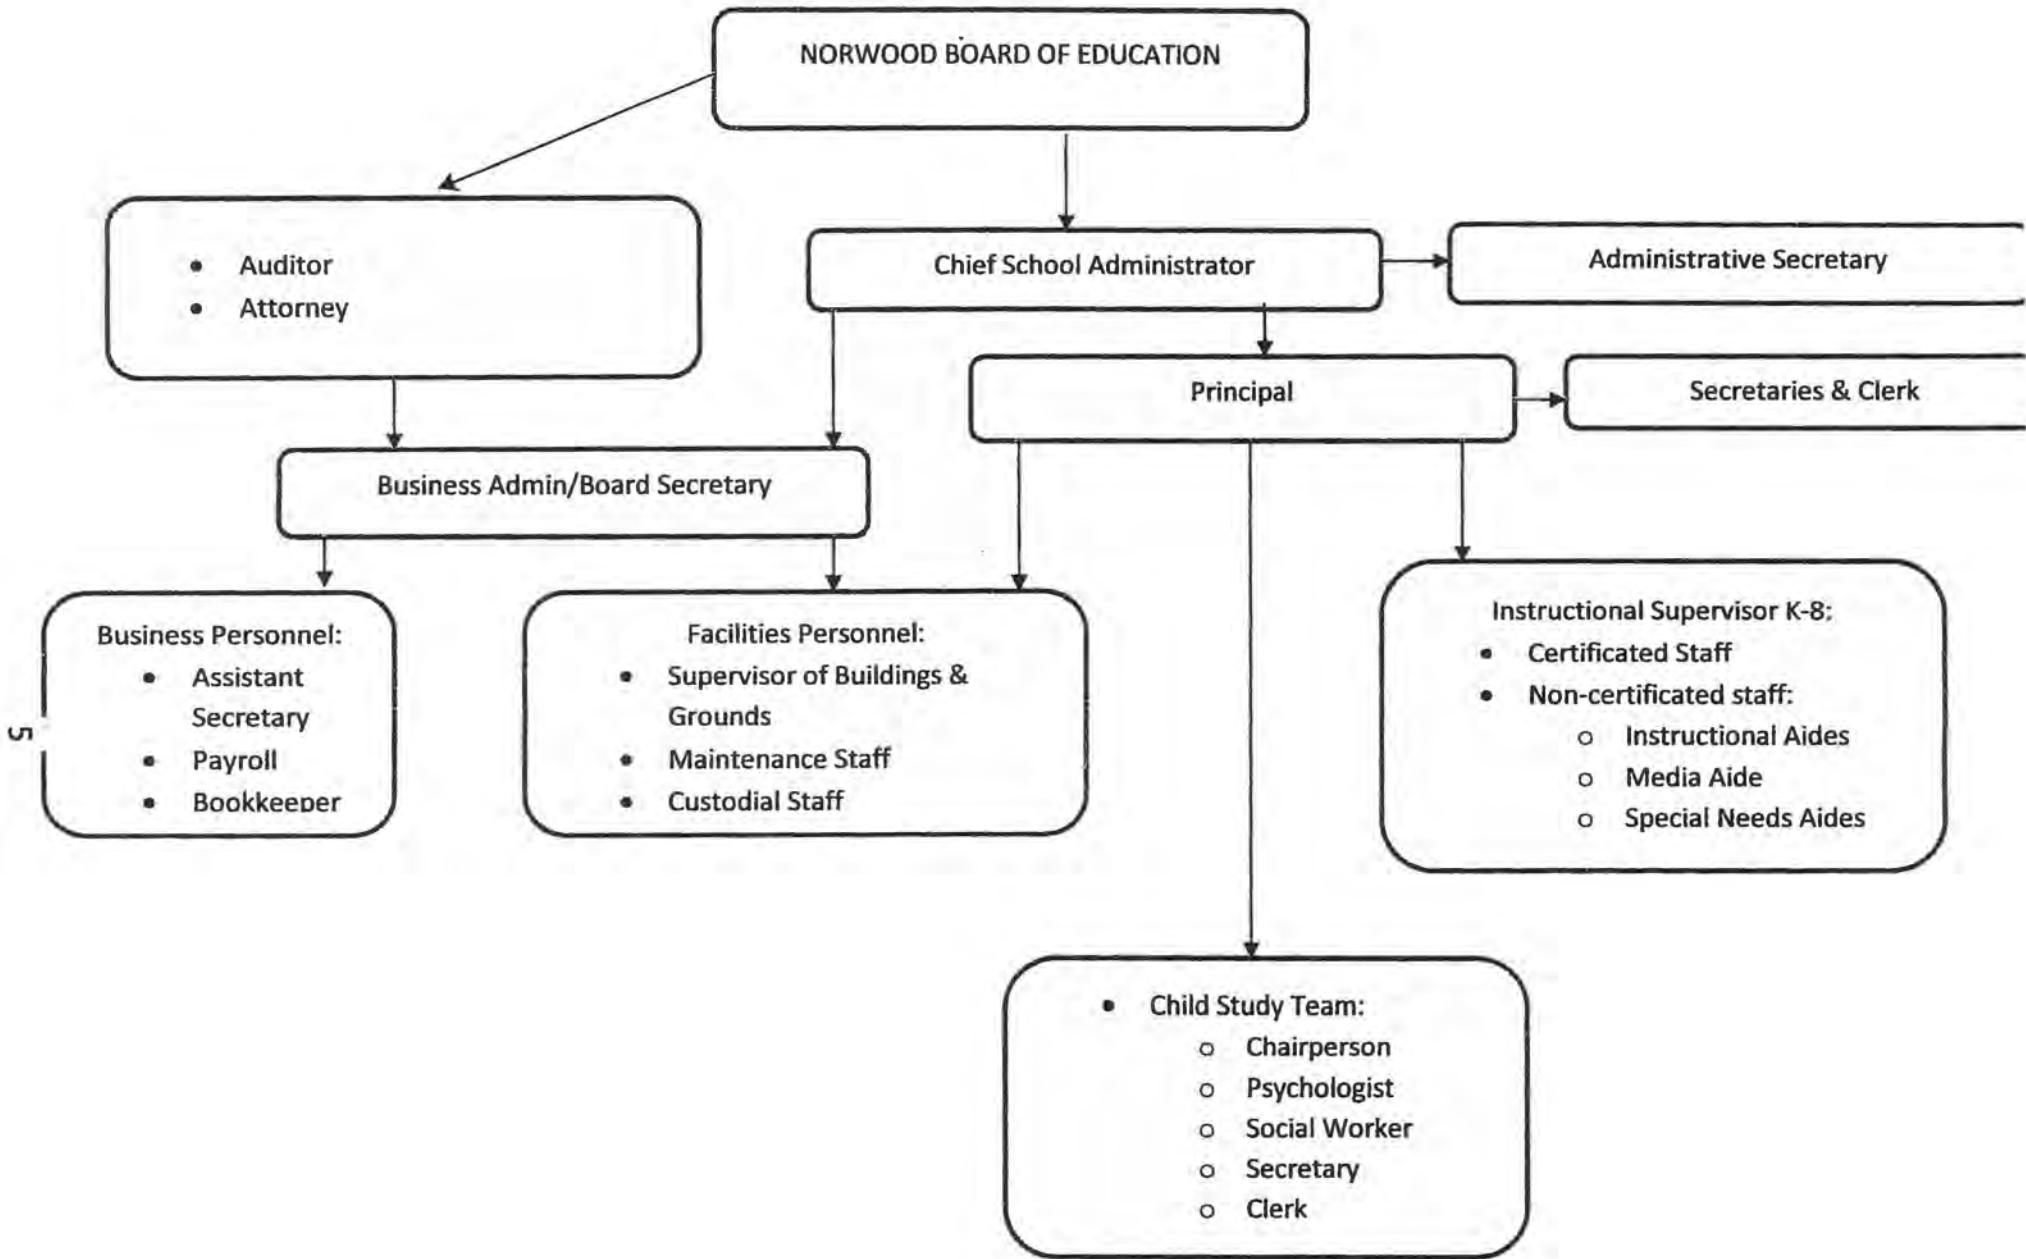 NORWOOD BOARD OF EDUCATION
• Auditor
• Attorney
Chief School Administrator
Administrative Secretary
Principal
Secretaries & Clerk
Business Admin/Board Secretary
Business Personnel:
• Assistant
Secretary
• Payroll
• Bookkeeper
Facilities Personnel:
• Supervisor of Buildings &
Grounds
• Maintenance Staff
• Custodial Staff
Instructional Supervisor K-8:
• Certificated Staff
• Non-certificated staff:
o Instructional Aides
o Media Aide
o Special Needs Aides
• Child Study Team:
o Chairperson
o Psychologist
o Social Worker
o Secretary
o Clerk
5